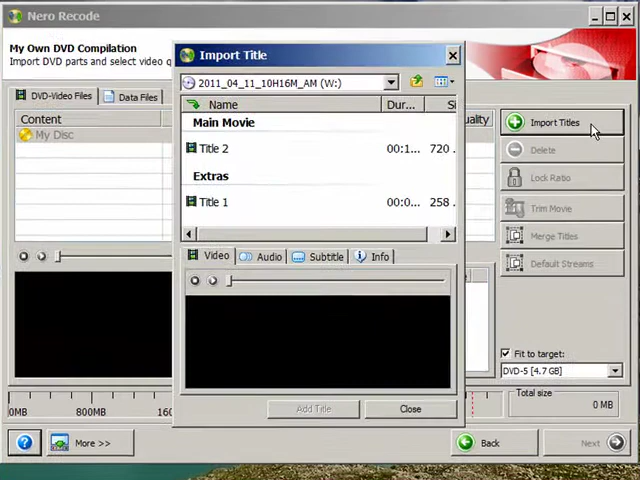 Nero Recode
My Own DVD Compilation
Import DVD parts and select video q
DVD-Video Files
Data Files
Content
My Disc
Import Title
2011_04_11_10H16M_AM (W:)
Name
Dur...
Si
Main Movie
Title 2
00:1...
720 .
Extras
Title 1
00:0...
258 .
Video
Audio
Subtitle
Info
Add Title
Close
uality
Import Titles
Delete
Lock Ratio
Trim Movie
Merge Titles
Default Streams
Fit to target:
DVD-5 [4.7 GB]
Total size
0 MB
0MB
800MB
160
More >>
Back
Next